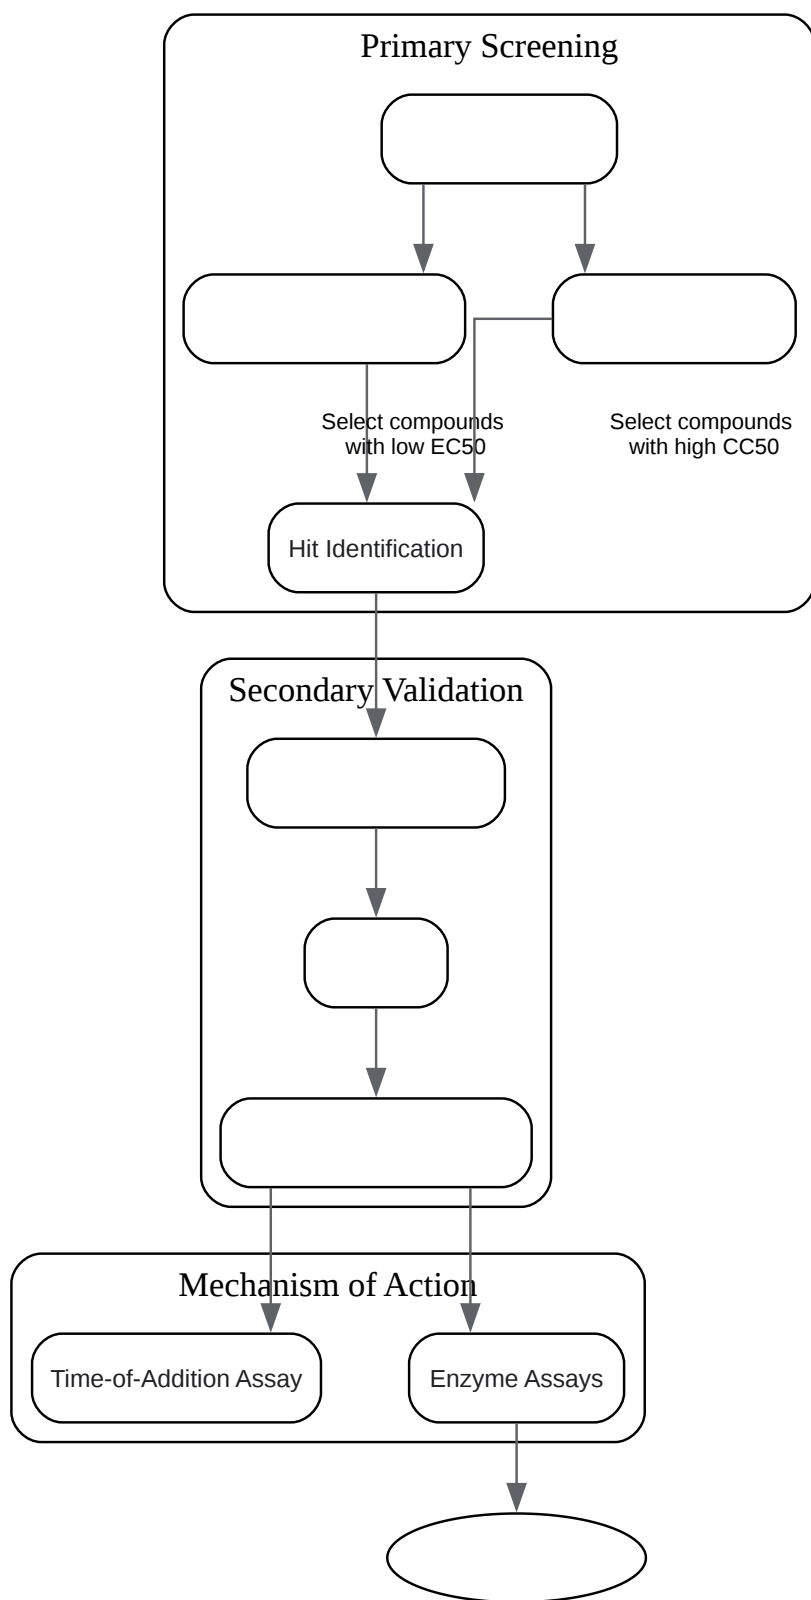 Primary Screening
Select compounds
with low EC50
Select compounds
with high CC50
Hit Identification
Secondary Validation
Mechanism of Action
Time-of-Addition Assay
Enzyme Assays